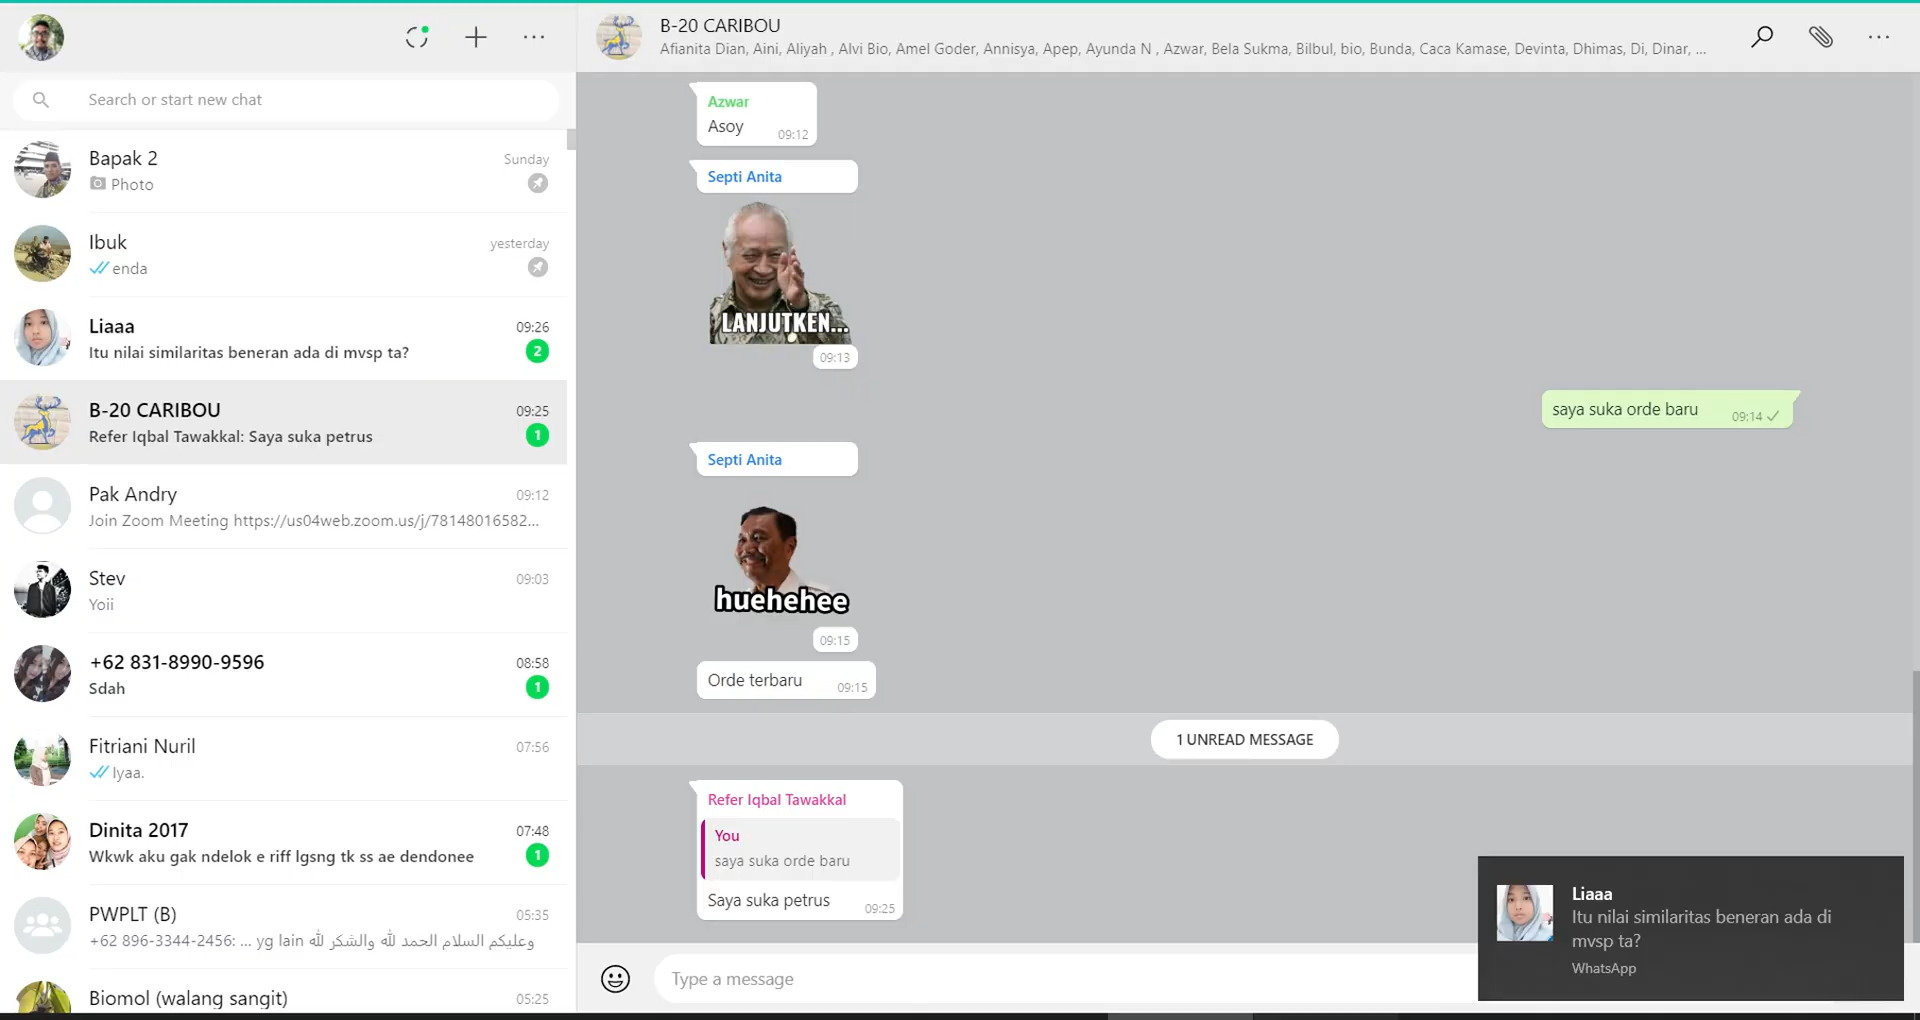 Search or start new chat
Bapak 2
Sunday
Photo
Ibuk
yesterday
enda
Liaaa
09:26
Itu nilai similaritas beneran ada di mvsp ta?
2
B-20 CARIBOU
09:25
Refer Iqbal Tawakkal: Saya suka petrus
1
Pak Andry
09:12
Join Zoom Meeting https://us04web.zoom.us/j/78148016582...
Stev
09:03
Yoii
+62 831-8990-9596
08:58
Sdah
1
Fitriani Nuril
07:56
Iyaa.
Dinita 2017
07:48
Wkwk aku gak ndelok e riff lgsng tk ss ae dendonee
1
PWPLT (B)
05:35
+62 896-3344-2456: ... yg lain وعليكم السلام الحمد لله والشكر لله
Biomol (walang sangit)
05:25
B-20 CARIBOU
Afianita Dian, Aini, Aliyah , Alvi Bio, Amel Goder, Annisya, Apep, Ayunda N , Azwar, Bela Sukma, Bilbul, bio, Bunda, Caca Kamase, Devinta, Dhimas, Di, Dinar, ...
Azwar
Asoy
09:12
Septi Anita
LANJUTKEN...
09:13
saya suka orde baru
09:14
Septi Anita
huehehee
09:15
Orde terbaru
09:15
1 UNREAD MESSAGE
Refer Iqbal Tawakkal
You
saya suka orde baru
Saya suka petrus
09:25
Type a message
Liaaa
Itu nilai similaritas beneran ada di
mvsp ta?
WhatsApp